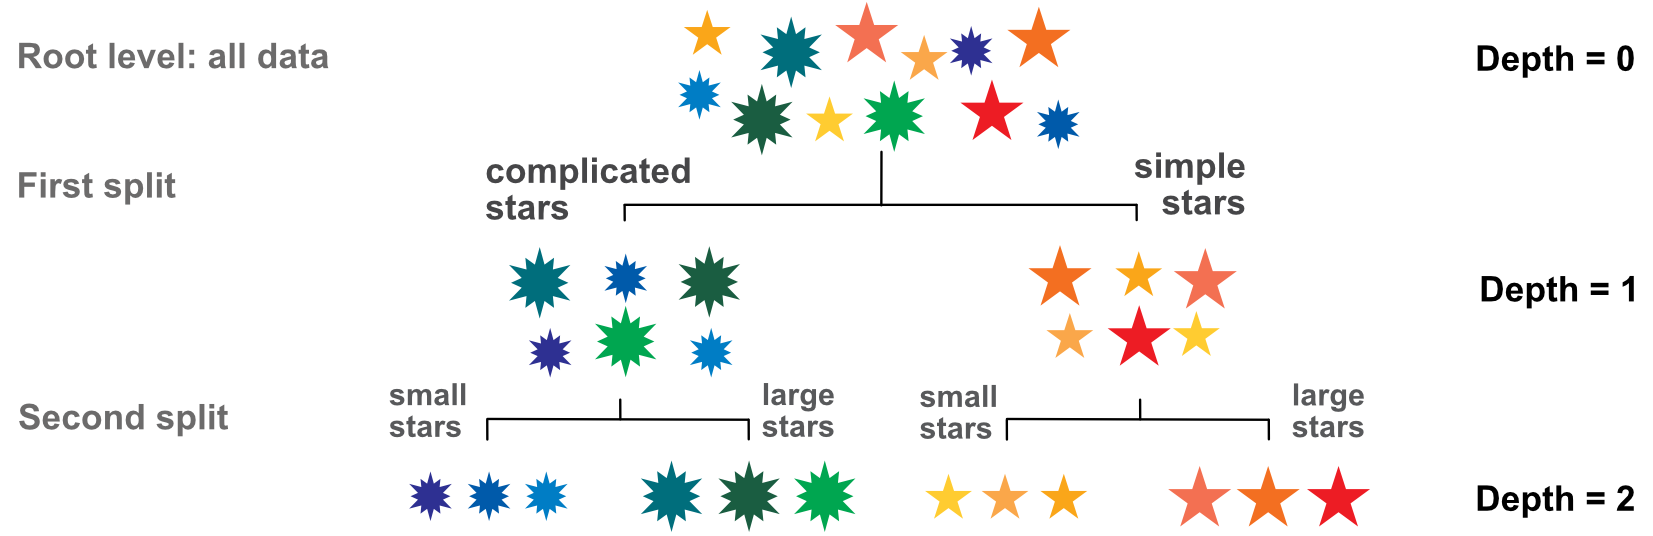 Root level: all data
Depth = 0
First split
complicated
stars
simple
stars
Depth = 1
Second split
small
stars
large
stars
small
stars
large
stars
Depth = 2